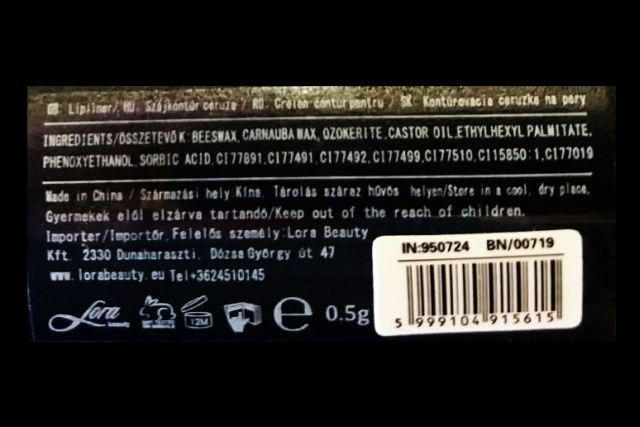 GB: Lipliner/ HU: Szájkontúr ceruza / RO: Creion contur pentru / SK: Kontúrovacia ceruzka na pery
INGREDIENTS/ÖSSZETEVŐK: BEESWAX, CARNAUBA WAX, OZOKERITE, CASTOR OIL, ETHYLHEXYL PALMITATE,
PHENOXYETHANOL, SORBIC ACID, CI77891, CI77491, CI77492, CI77499, CI77510, CI15850:1, CI77019
Made in China / Származási hely Kína. Tárolás száraz hűvös helyen/Store in a cool, dry place.
Gyermekek elől elzárva tartandó/Keep out of the reach of children.
Importer/Importőr, Felelős személy:Lora Beauty
Kft. 2330 Dunaharaszti, Dózsa György út 47
www.lorabeauty.eu Tel+3624510145
IN:950724 BN/00719
Lora
beauty
12M
e 0.5g
5 999104 915615